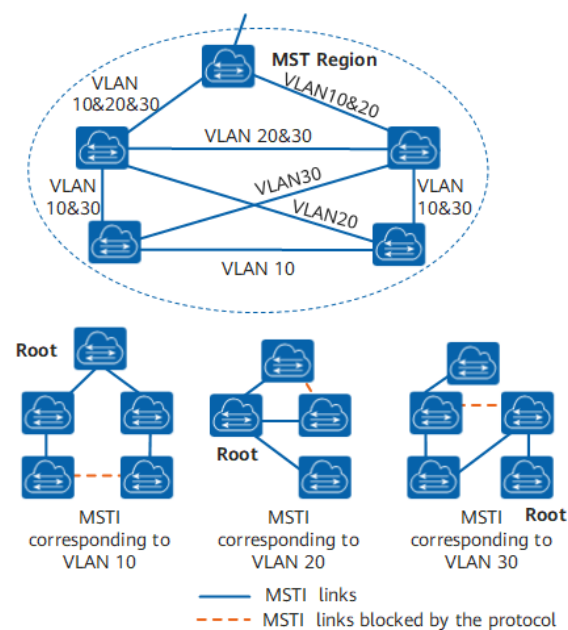 MST Region
VLAN
10&20&30
VLAN10&20
VLAN 20&30
VLAN
10&30
VLAN30
VLAN20
VLAN
10&30
VLAN 10
Root
Root
Root
MSTI
corresponding to
VLAN 10
MSTI
corresponding to
VLAN 20
MSTI
corresponding to
VLAN 30
MSTI links
MSTI links blocked by the protocol